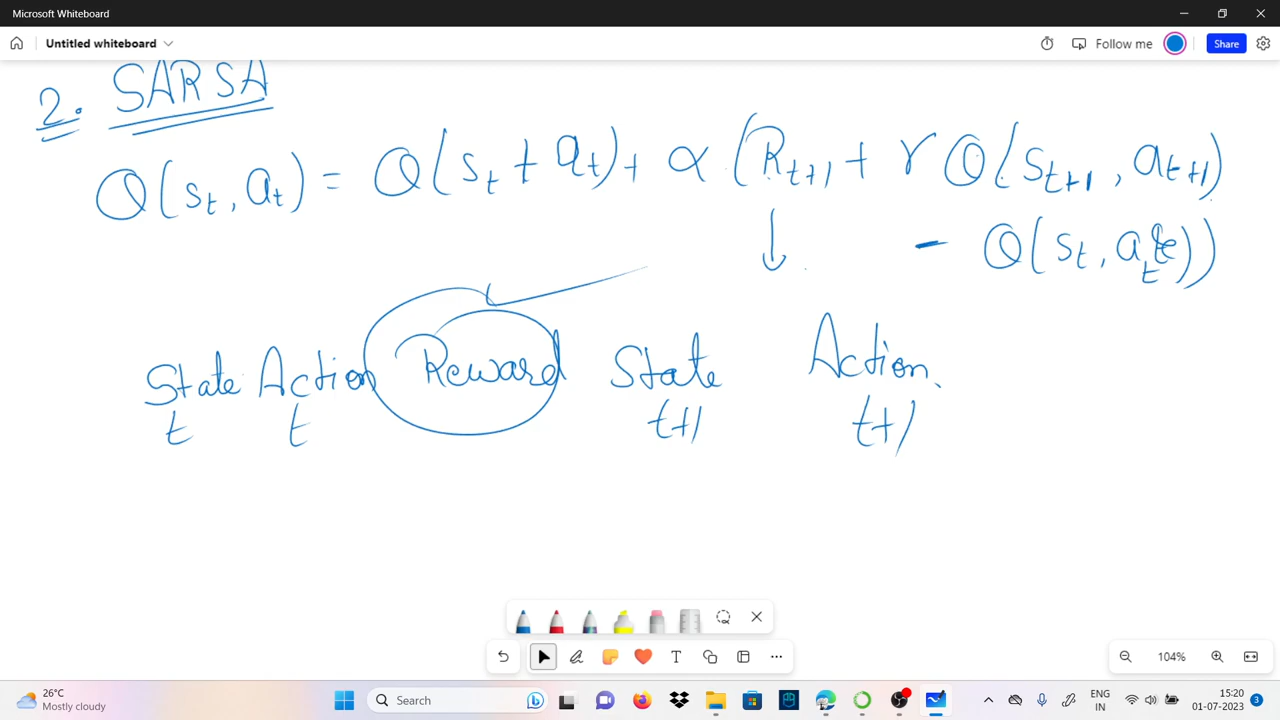 Microsoft Whiteboard
Untitled whiteboard
Follow me
Share
2. SARSA
Q(st, at) = Q(st + at) + α (Rt+1 + γ Q(st+1, at+1)
- Q(st, at))
State Action Reward State Action
t t t+1 t+1
104%
26°C
Mostly cloudy
Search
ENG
IN
13:20
01-07-2023
3